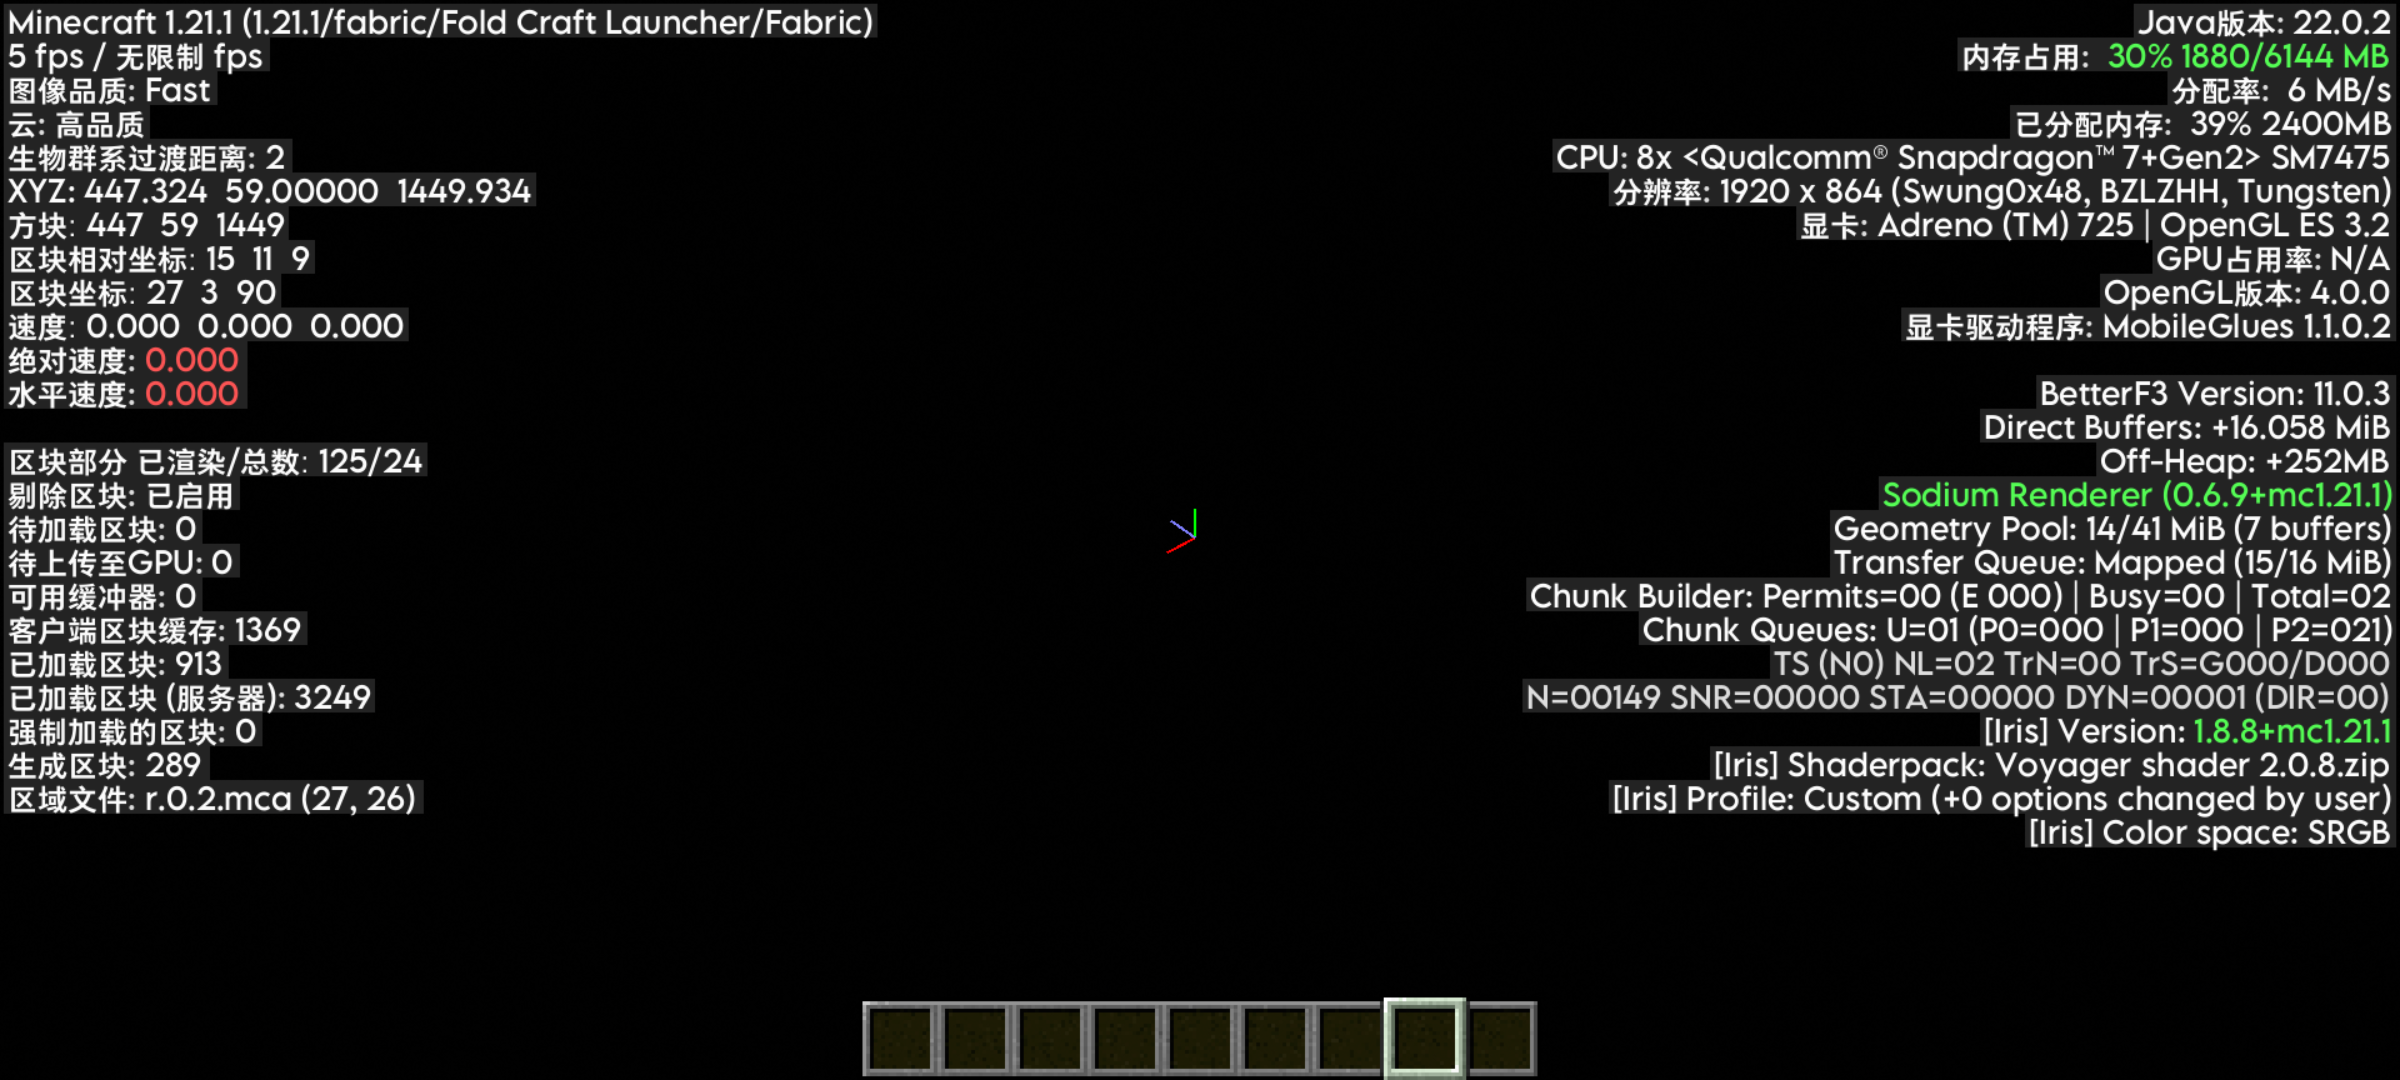 Minecraft 1.21.1 (1.21.1/fabric/Fold Craft Launcher/Fabric)
5 fps / 无限制 fps
图像品质: Fast
云: 高品质
生物群系过渡距离: 2
XYZ: 447.324 59.00000 1449.934
方块: 447 59 1449
区块相对坐标: 15 11 9
区块坐标: 27 3 90
速度: 0.000 0.000 0.000
绝对速度: 0.000
水平速度: 0.000
区块部分 已渲染/总数: 125/24
剔除区块: 已启用
待加载区块: 0
待上传至GPU: 0
可用缓冲器: 0
客户端区块缓存: 1369
已加载区块: 913
已加载区块 (服务器): 3249
强制加载的区块: 0
生成区块: 289
区域文件: r.0.2.mca (27, 26)
Java版本: 22.0.2
内存占用: 30% 1880/6144 MB
分配率: 6 MB/s
已分配内存: 39% 2400MB
CPU: 8x <Qualcomm® Snapdragon™ 7+Gen2> SM7475
分辨率: 1920 x 864 (Swung0x48, BZLZHH, Tungsten)
显卡: Adreno (TM) 725 | OpenGL ES 3.2
GPU占用率: N/A
OpenGL版本: 4.0.0
显卡驱动程序: MobileGlues 1.1.0.2
BetterF3 Version: 11.0.3
Direct Buffers: +16.058 MiB
Off-Heap: +252MB
Sodium Renderer (0.6.9+mc1.21.1)
Geometry Pool: 14/41 MiB (7 buffers)
Transfer Queue: Mapped (15/16 MiB)
Chunk Builder: Permits=00 (E 000) | Busy=00 | Total=02
Chunk Queues: U=01 (P0=000 | P1=000 | P2=021)
TS (N0) NL=02 TrN=00 TrS=G000/D000
N=00149 SNR=00000 STA=00000 DYN=00001 (DIR=00)
[Iris] Version: 1.8.8+mc1.21.1
[Iris] Shaderpack: Voyager shader 2.0.8.zip
[Iris] Profile: Custom (+0 options changed by user)
[Iris] Color space: SRGB